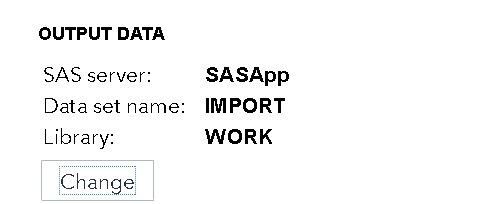 OUTPUT DATA
SAS server: SASApp
Data set name: IMPORT
Library: WORK
Change